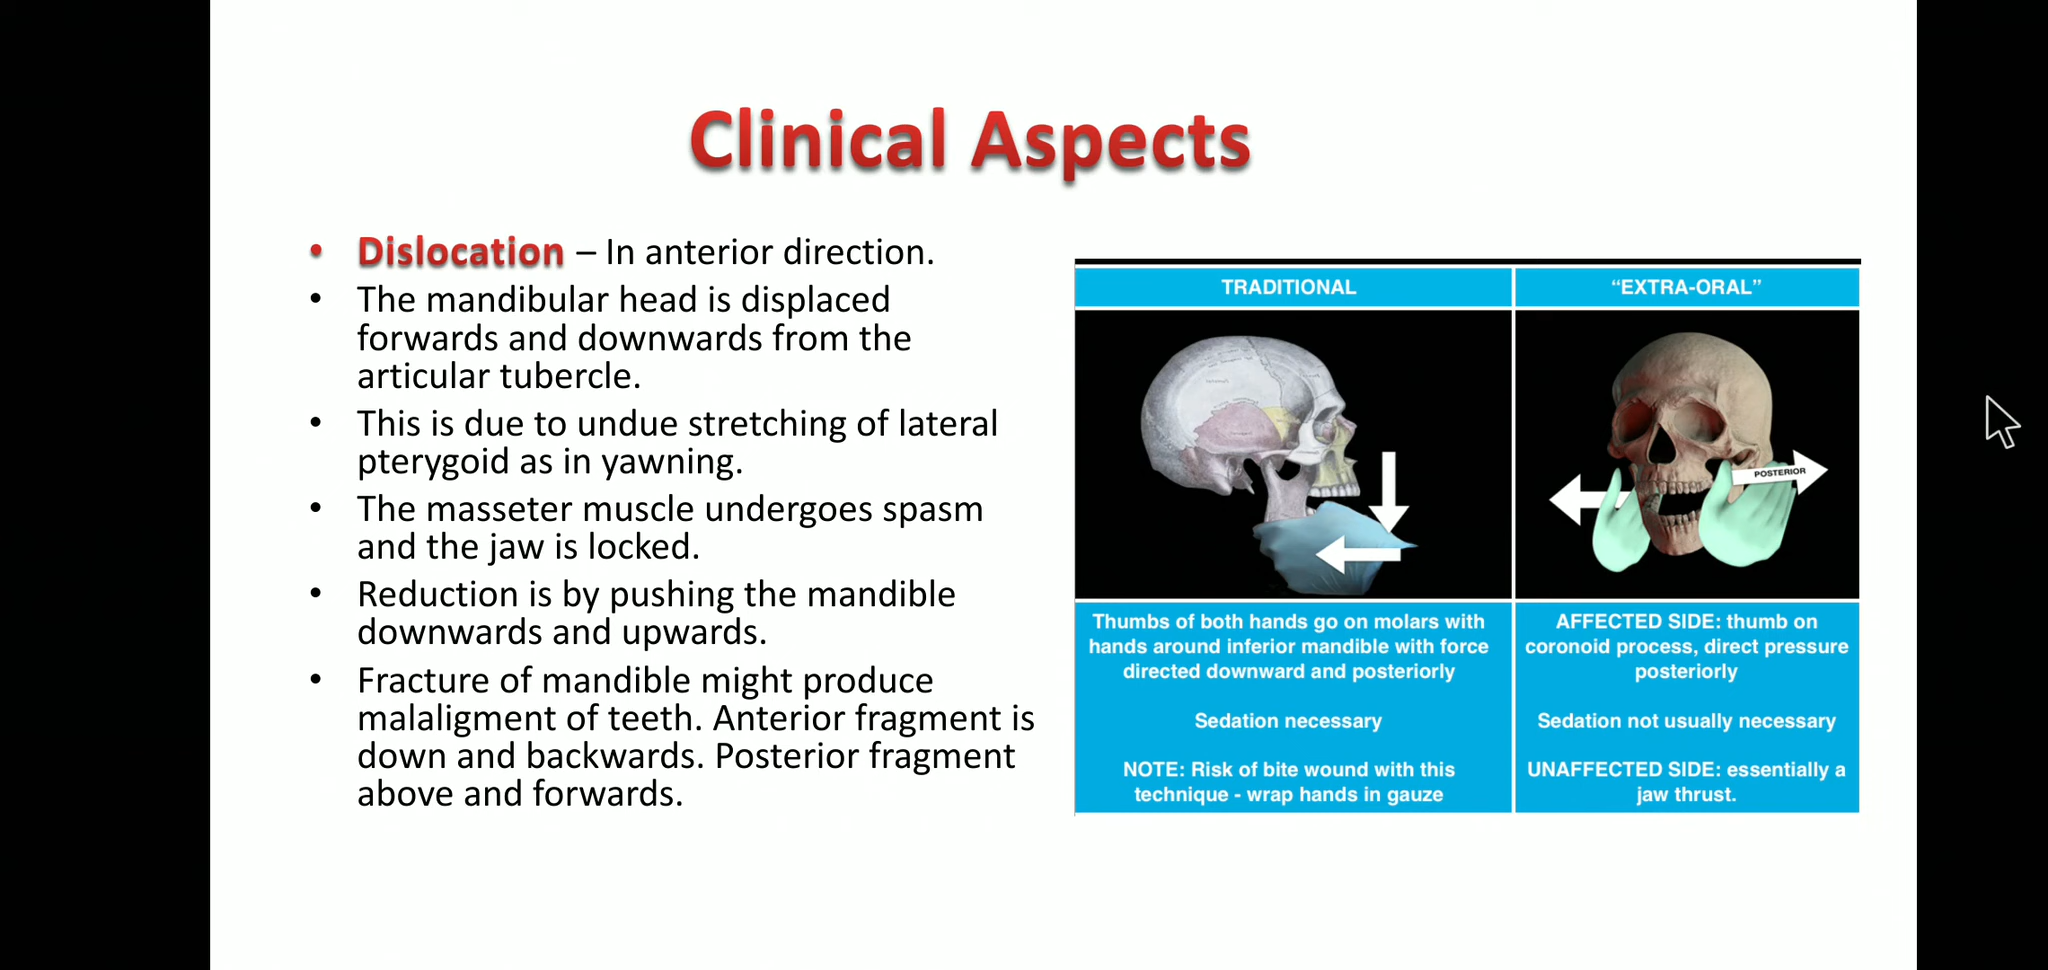 Clinical Aspects
• Dislocation – In anterior direction.
• The mandibular head is displaced
forwards and downwards from the
articular tubercle.
• This is due to undue stretching of lateral
pterygoid as in yawning.
• The masseter muscle undergoes spasm
and the jaw is locked.
• Reduction is by pushing the mandible
downwards and upwards.
• Fracture of mandible might produce
malaligment of teeth. Anterior fragment is
down and backwards. Posterior fragment
above and forwards.
TRADITIONAL
Thumbs of both hands go on molars with
hands around inferior mandible with force
directed downward and posteriorly
Sedation necessary
NOTE: Risk of bite wound with this
technique - wrap hands in gauze
“EXTRA-ORAL”
POSTERIOR
AFFECTED SIDE: thumb on
coronoid process, direct pressure
posteriorly
Sedation not usually necessary
UNAFFECTED SIDE: essentially a
jaw thrust.